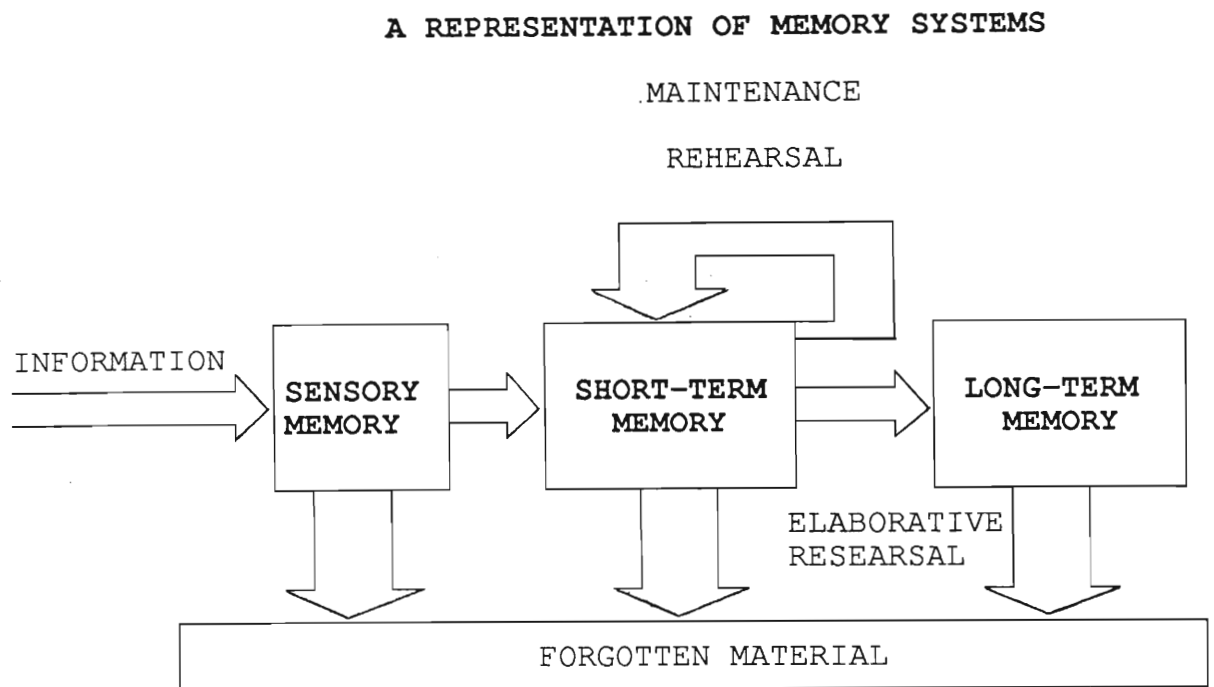 A REPRESENTATION OF MEMORY SYSTEMS
.MAINTENANCE
REHEARSAL
INFORMATION
SENSORY
MEMORY
SHORT-TERM
MEMORY
LONG-TERM
MEMORY
ELABORATIVE
RESEARSAL
FORGOTTEN MATERIAL